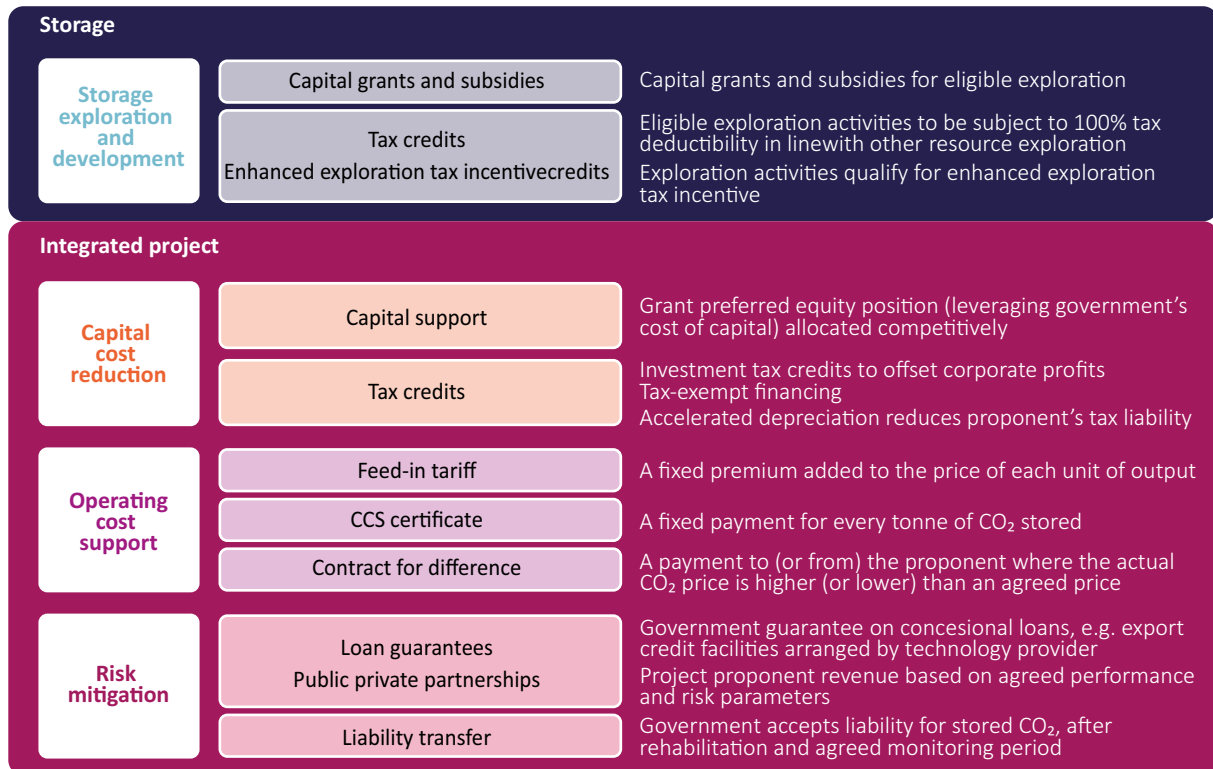 Storage
Storage
exploration
and
development
Capital grants and subsidies
Capital grants and subsidies for eligible exploration
Tax credits
Enhanced exploration tax incentivecredits
Eligible exploration activities to be subject to 100% tax
deductibility in linewith other resource exploration
Exploration activities qualify for enhanced exploration
tax incentive
Integrated project
Capital
cost
reduction
Capital support
Grant preferred equity position (leveraging government’s
cost of capital) allocated competitively
Tax credits
Investment tax credits to offset corporate profits
Tax-exempt financing
Accelerated depreciation reduces proponent’s tax liability
Operating
cost
support
Feed-in tariff
A fixed premium added to the price of each unit of output
CCS certificate
A fixed payment for every tonne of CO₂ stored
Contract for difference
A payment to (or from) the proponent where the actual
CO₂ price is higher (or lower) than an agreed price
Risk
mitigation
Loan guarantees
Public private partnerships
Government guarantee on concesional loans, e.g. export
credit facilities arranged by technology provider
Project proponent revenue based on agreed performance
and risk parameters
Liability transfer
Government accepts liability for stored CO₂, after
rehabilitation and agreed monitoring period